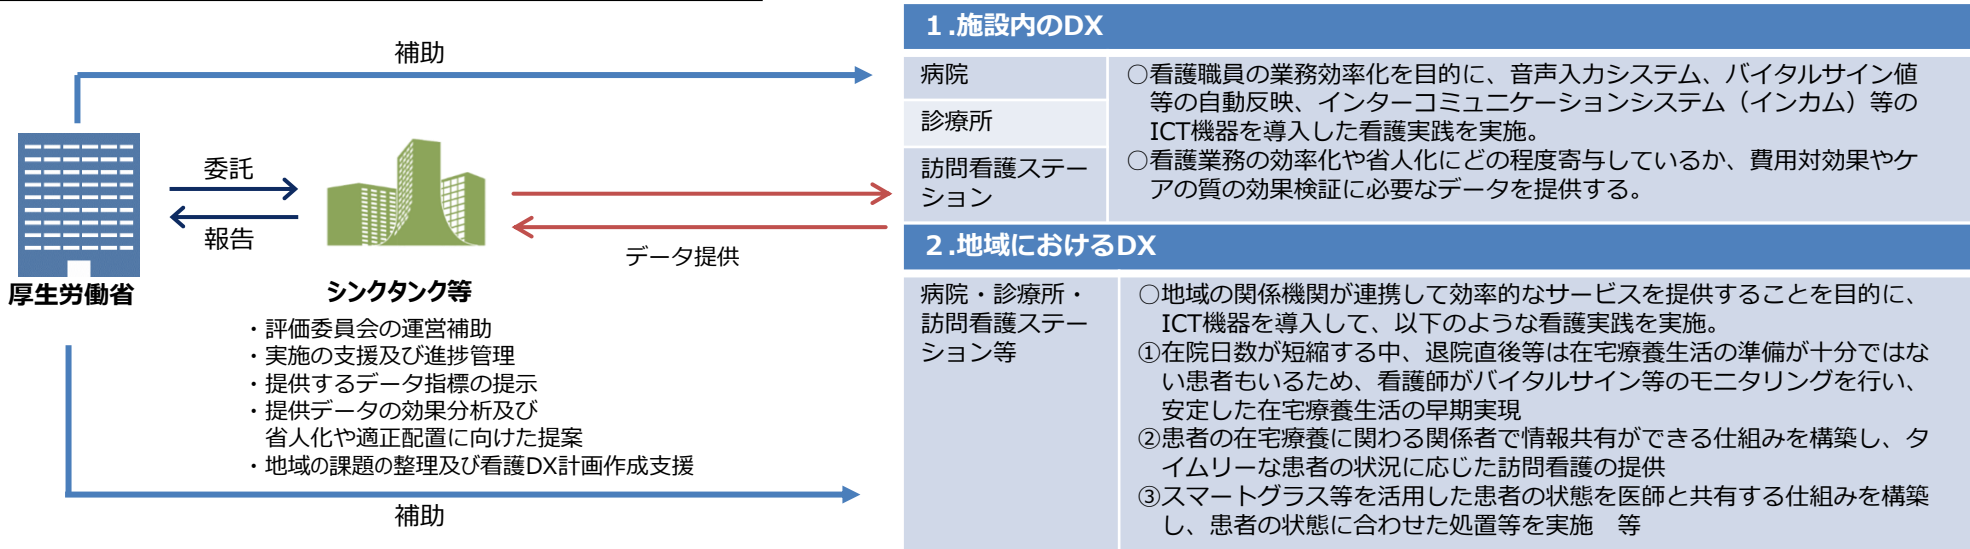 補助
委託
報告
データ提供
厚生労働省
シンクタンク等
・評価委員会の運営補助
・実施の支援及び進捗管理
・提供するデータ指標の提示
・提供データの効果分析及び
省人化や適正配置に向けた提案
・地域の課題の整理及び看護DX計画作成支援
補助
１.施設内のDX
病院
診療所
訪問看護ステー
ション
○看護職員の業務効率化を目的に、音声入力システム、バイタルサイン値
等の自動反映、インターコミュニケーションシステム（インカム）等の
ICT機器を導入した看護実践を実施。
○看護業務の効率化や省人化にどの程度寄与しているか、費用対効果やケ
アの質の効果検証に必要なデータを提供する。
２.地域におけるDX
病院・診療所・
訪問看護ステー
ション等
○地域の関係機関が連携して効率的なサービスを提供することを目的に、
ICT機器を導入して、以下のような看護実践を実施。
①在院日数が短縮する中、退院直後等は在宅療養生活の準備が十分ではな
い患者もいるため、看護師がバイタルサイン等のモニタリングを行い、
安定した在宅療養生活の早期実現
②患者の在宅療養に関わる関係者で情報共有ができる仕組みを構築し、タ
イムリーな患者の状況に応じた訪問看護の提供
③スマートグラス等を活用した患者の状態を医師と共有する仕組みを構築
し、患者の状態に合わせた処置等を実施　等